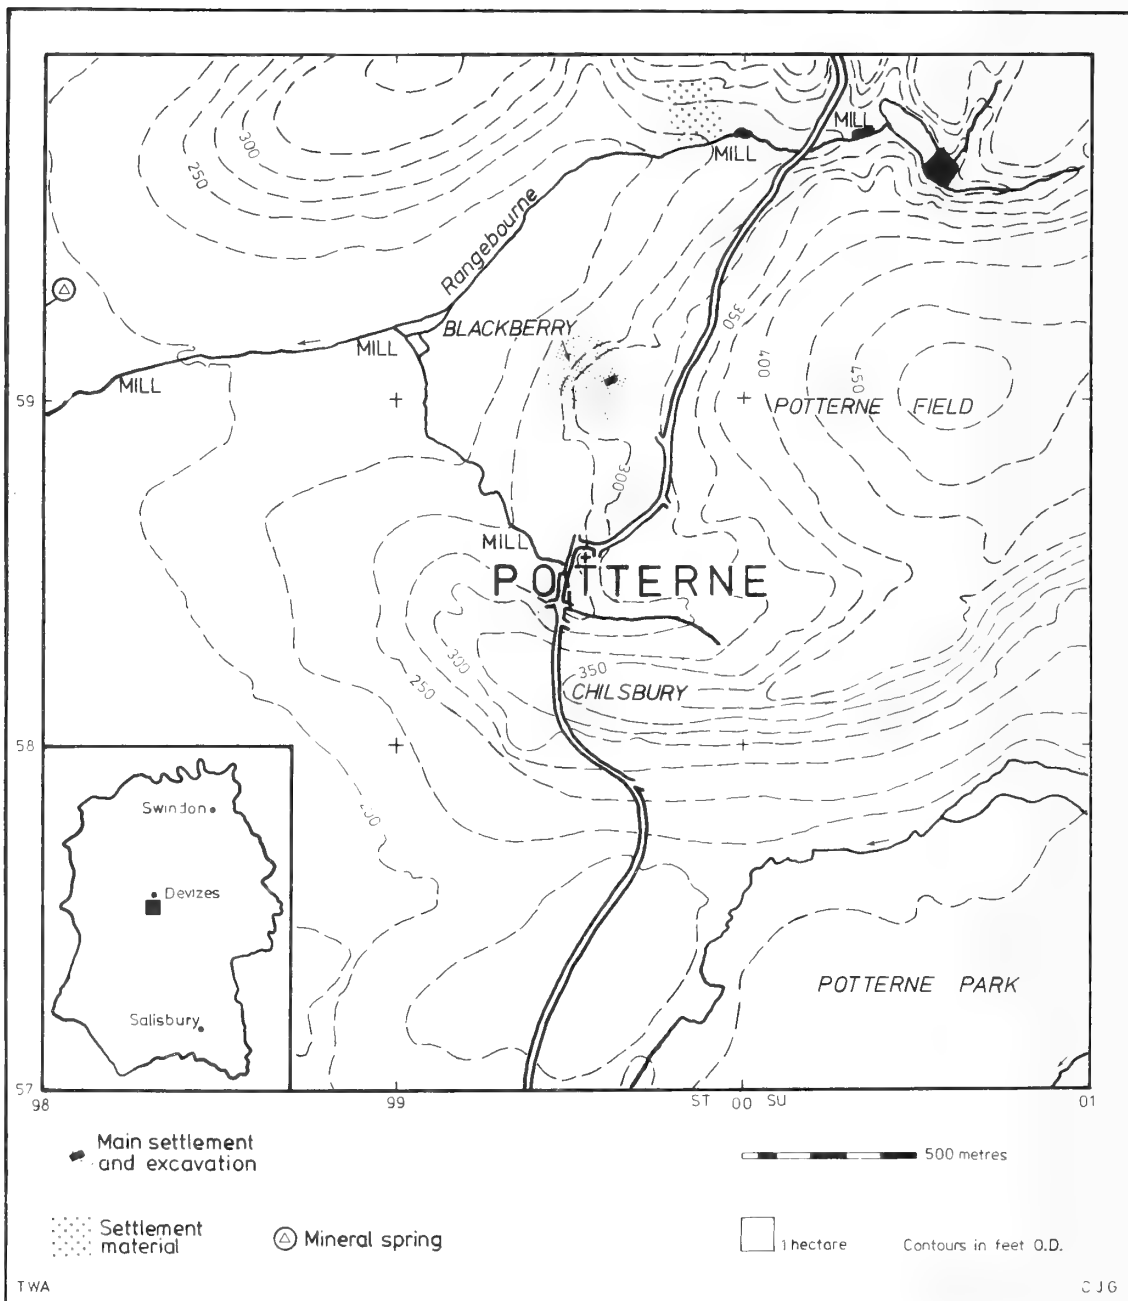 300
250
MILL
MILL
Rangebourne
350
BLACKBERRY
MILL
MILL
400
450
59
POTTERNE FIELD
300
MILL
POTTERNE
300
350
250
CHILSBURY
58
Swindon
Devizes
Salisbury
POTTERNE PARK
57
98
99
ST 00 SU
01
Main settlement
and excavation
500 metres
Settlement
material
Mineral spring
1 hectare
Contours in feet O.D.
TWA
CJG